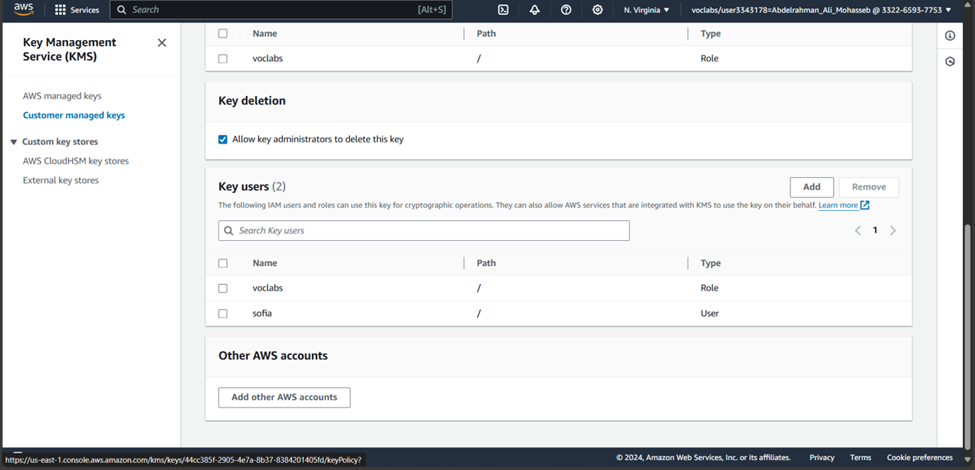 aws Services Search [Alt+S] N. Virginia voclabs/user3343178=Abdelrahman_Ali_Mohasseb @ 3322-6593-7753
Key Management
Service (KMS)
AWS managed keys
Customer managed keys
Custom key stores
AWS CloudHSM key stores
External key stores
Name Path Type
voclabs / Role
Key deletion
Allow key administrators to delete this key
Key users (2) Add Remove
The following IAM users and roles can use this key for cryptographic operations. They can also allow AWS services that are integrated with KMS to use the key on their behalf. Learn more
Search Key users 1
Name Path Type
voclabs / Role
sofia / User
Other AWS accounts
Add other AWS accounts
https://us-east-1.console.aws.amazon.com/kms/keys/44cc385f-2905-4e7a-8b37-8384201405fd/keyPolicy? © 2024, Amazon Web Services, Inc. or its affiliates. Privacy Terms Cookie preferences